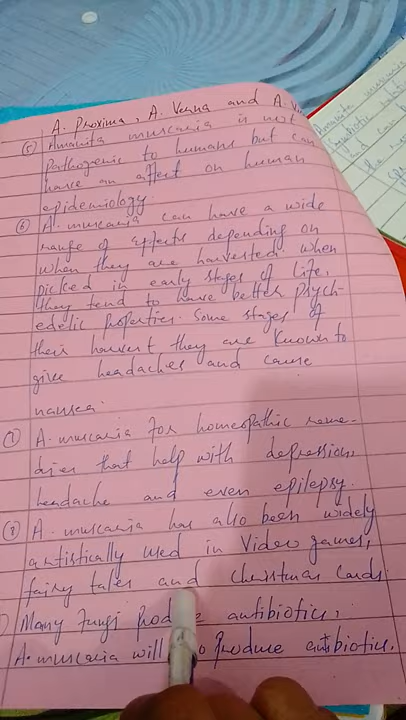 A. Proxima, A. Verna and A.
(5) Amanita muscaria is not
Pathogenic to humans but can
have an affect on human
epidemiology.
(6) A. muscaria can have a wide
range of effects depending on
when they are harvested. when
picked in early stages of life,
they tend to have better psych-
edelic properties. Some stages of
their harvest they are known to
give headaches and cause
nausea.
(7) A. muscaria for homeopathic reme-
dies that help with depression,
headache and even epilepsy.
(8) A. muscaria has also been widely
artistically used in Video games,
fairy tales and Christmas Cards.
Many fungi antibiotics,
A. muscaria will Produce antibiotics.
Amanita muscaria